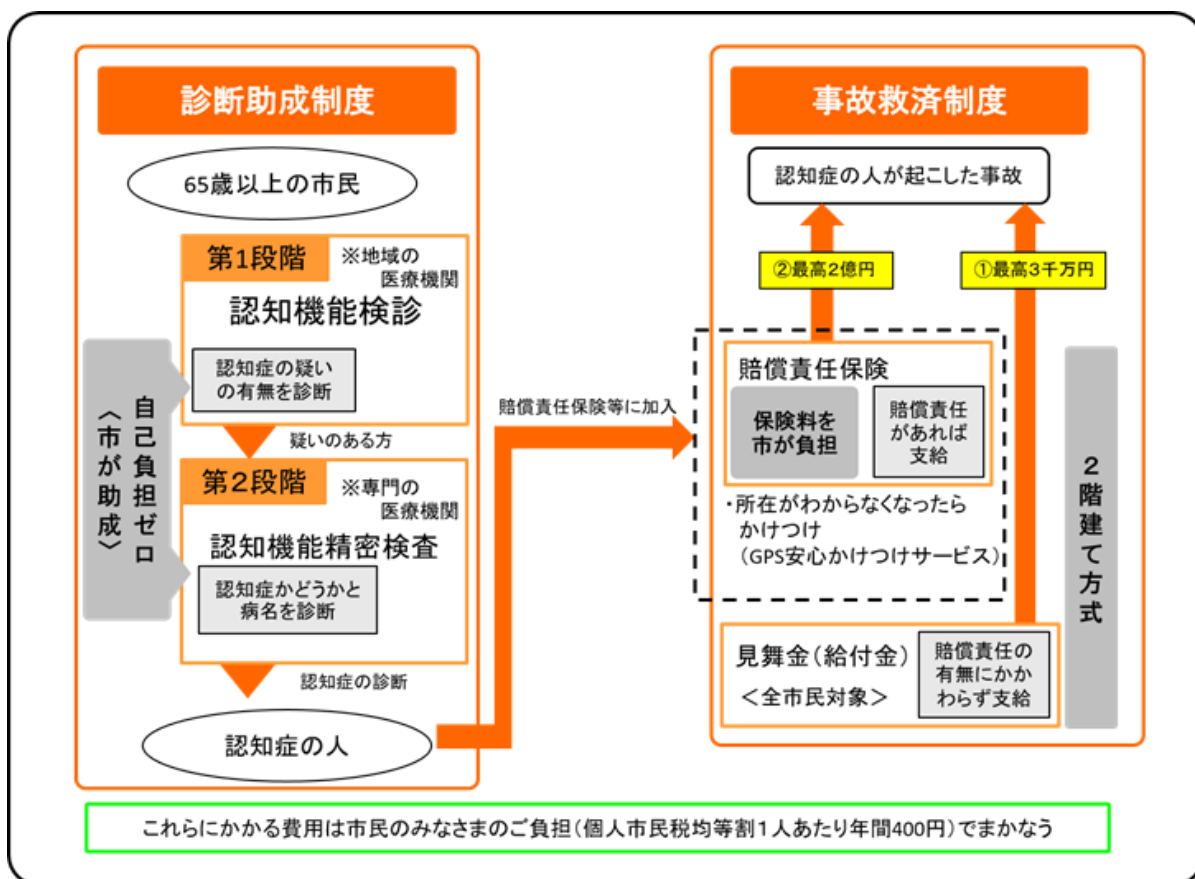 診断助成制度
65歳以上の市民
第1段階
※地域の
医療機関
認知機能検診
認知症の疑い
の有無を診断
疑いのある方
第2段階
※専門の
医療機関
認知機能精密検査
認知症かどうかと
病名を診断
認知症の診断
認知症の人
自己負担ゼロ
〈市が助成〉
賠償責任保険等に加入
事故救済制度
認知症の人が起こした事故
②最高2億円
①最高3千万円
賠償責任保険
保険料を
市が負担
賠償責任
があれば
支給
・所在がわからなくなったら
かけつけ
(GPS安心かけつけサービス)
見舞金(給付金)
<全市民対象>
賠償責任の
有無にかか
わらず支給
2階建て方式
これらにかかる費用は市民のみなさまのご負担(個人市民税均等割1人あたり年間400円)でまかなう